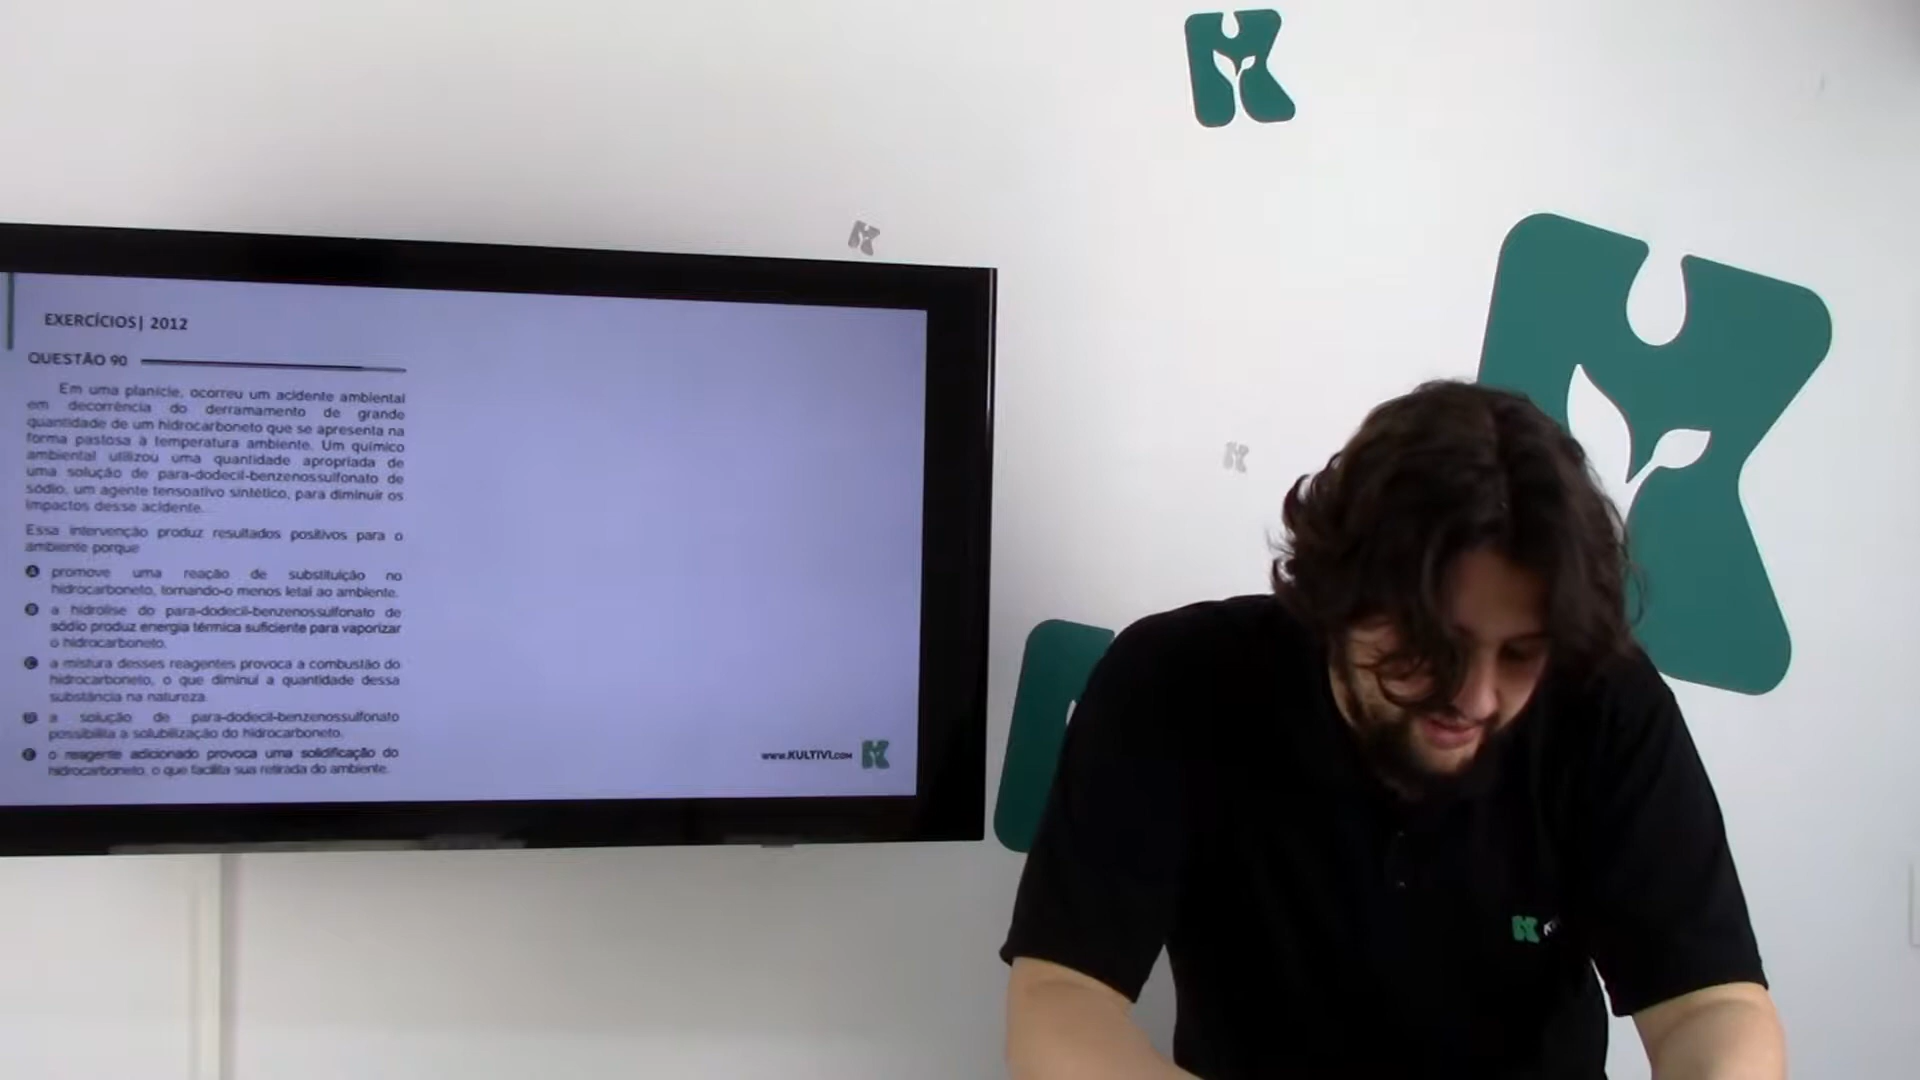 EXERCÍCIOS| 2012
QUESTÃO 90
Em uma planície, ocorreu um acidente ambiental
em decorrência do derramamento de grande
quantidade de um hidrocarboneto que se apresenta na
forma pastosa à temperatura ambiente. Um químico
ambiental utilizou uma quantidade apropriada de
uma solução de para-dodecil-benzenossulfonato de
sódio, um agente tensoativo sintético, para diminuir os
impactos desse acidente.
Essa intervenção produz resultados positivos para o
ambiente porque
A promove uma reação de substituição no
hidrocarboneto, tornando-o menos letal ao ambiente.
B a hidrólise do para-dodecil-benzenossulfonato de
sódio produz energia térmica suficiente para vaporizar
o hidrocarboneto.
C a mistura desses reagentes provoca a combustão do
hidrocarboneto, o que diminui a quantidade dessa
substância na natureza.
D a solução de para-dodecil-benzenossulfonato
possibilita a solubilização do hidrocarboneto.
E o reagente adicionado provoca uma solidificação do
hidrocarboneto, o que facilita sua retirada do ambiente.
www.KULTIVI.COM